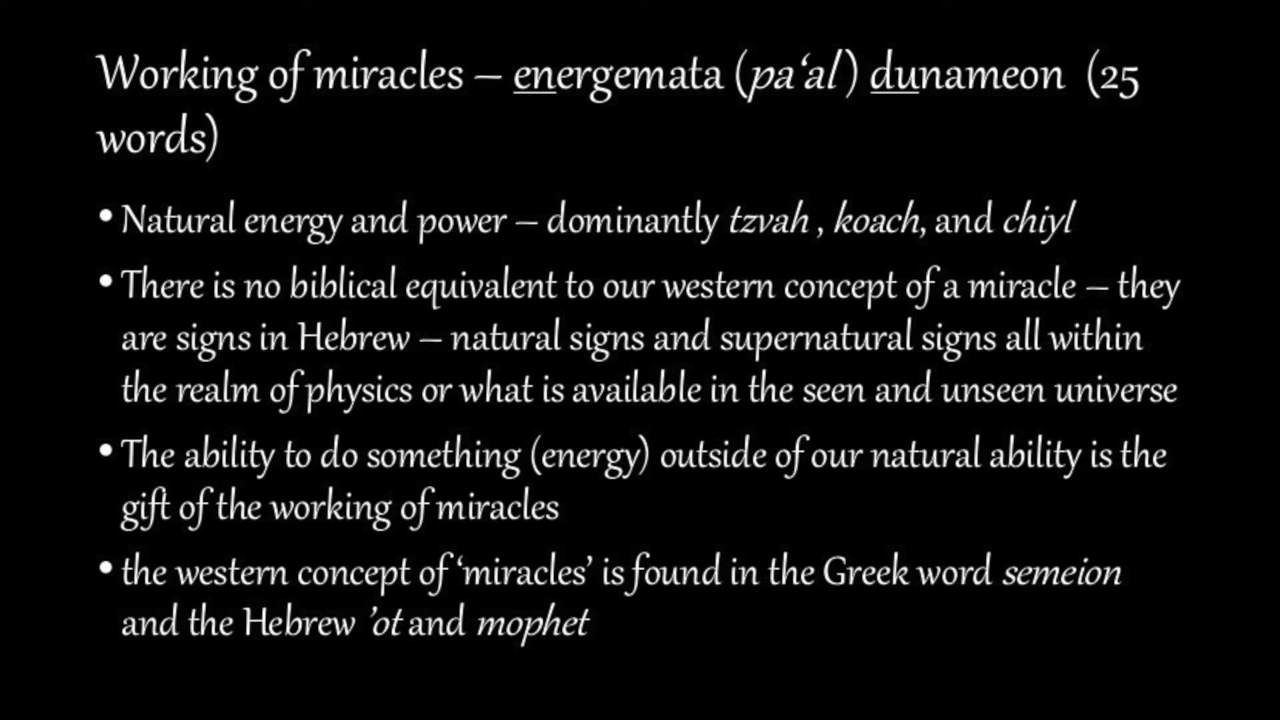 Working of miracles – energemata (pa‘al) dunameon (25
words)
• Natural energy and power – dominantly tzvah , koach, and chiyl
• There is no biblical equivalent to our western concept of a miracle – they
are signs in Hebrew – natural signs and supernatural signs all within
the realm of physics or what is available in the seen and unseen universe
• The ability to do something (energy) outside of our natural ability is the
gift of the working of miracles
• the western concept of ‘miracles’ is found in the Greek word semeion
and the Hebrew ’ot and mophet